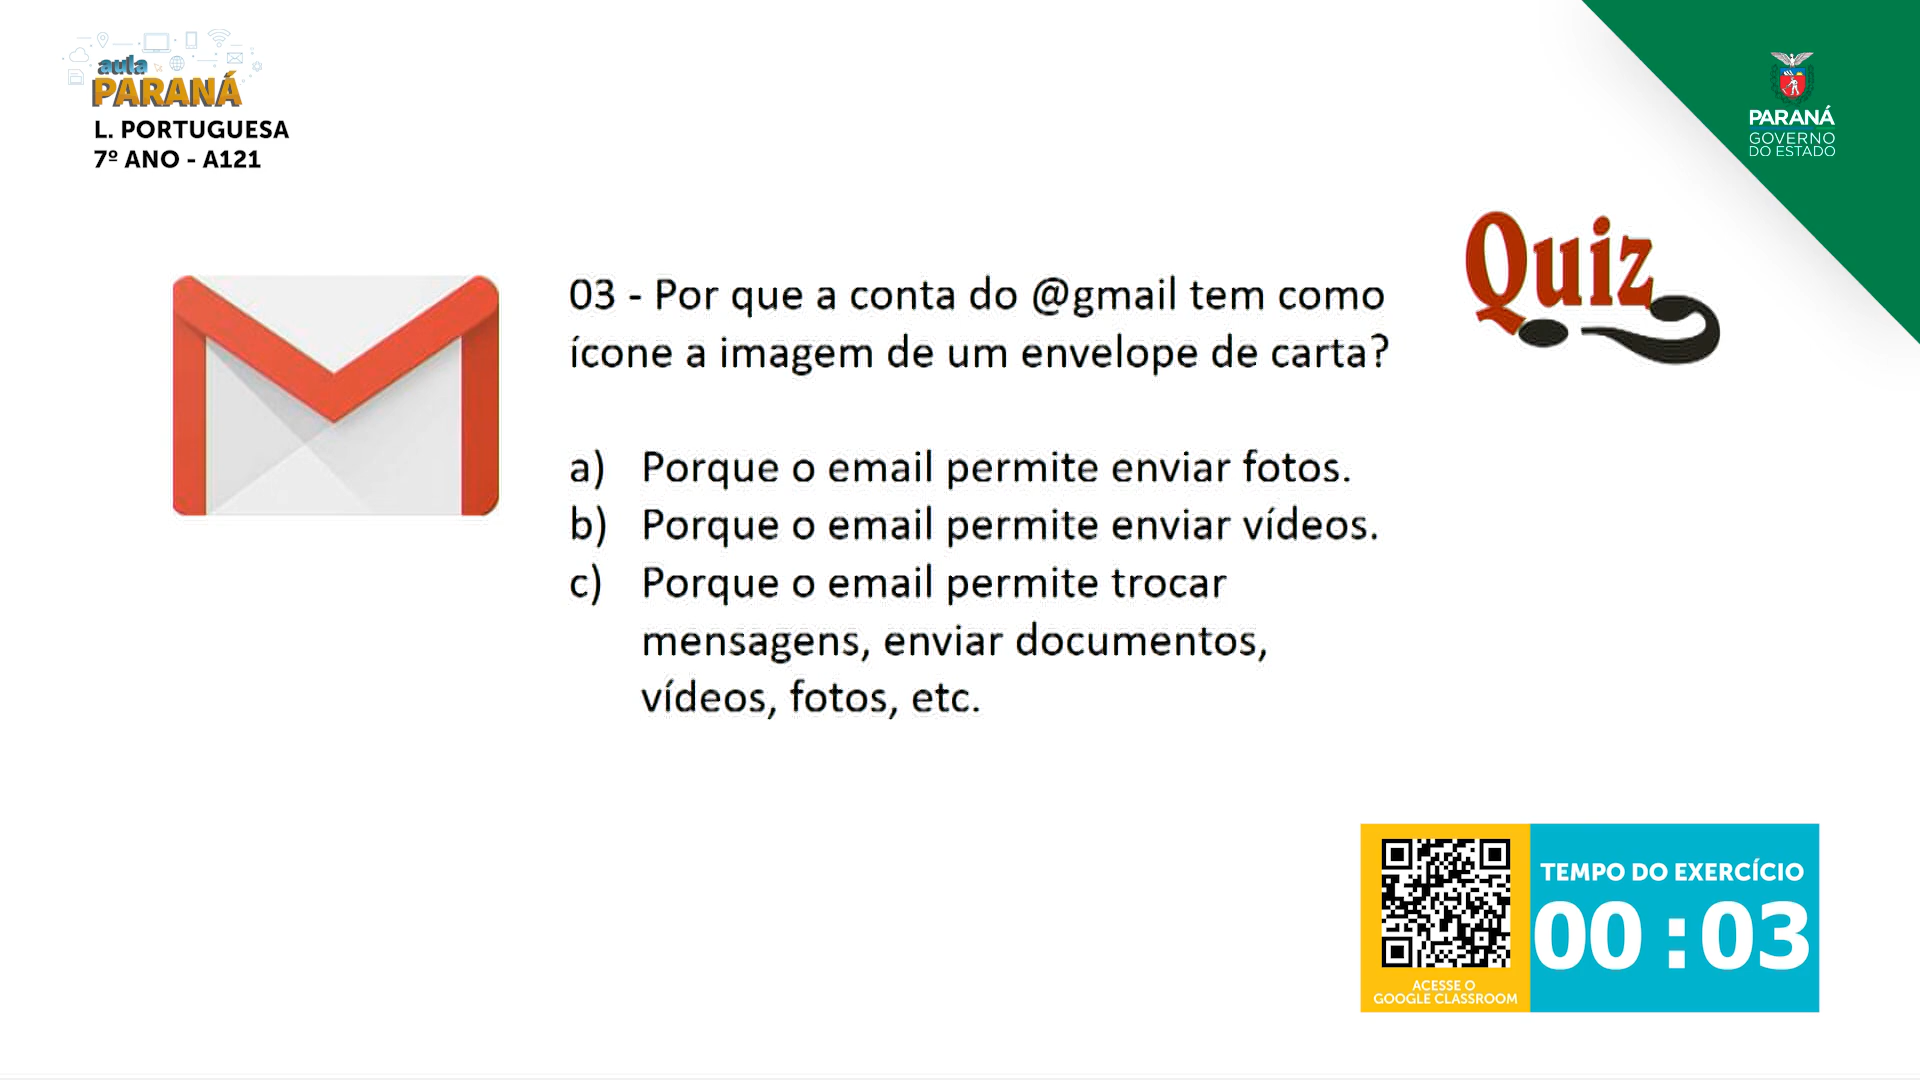 aula
PARANÁ
L. PORTUGUESA
7º ANO - A121
PARANÁ
GOVERNO
DO ESTADO
Quiz
03 - Por que a conta do @gmail tem como
ícone a imagem de um envelope de carta?
a) Porque o email permite enviar fotos.
b) Porque o email permite enviar vídeos.
c) Porque o email permite trocar
mensagens, enviar documentos,
vídeos, fotos, etc.
TEMPO DO EXERCÍCIO
00:03
ACESSE O
GOOGLE CLASSROOM